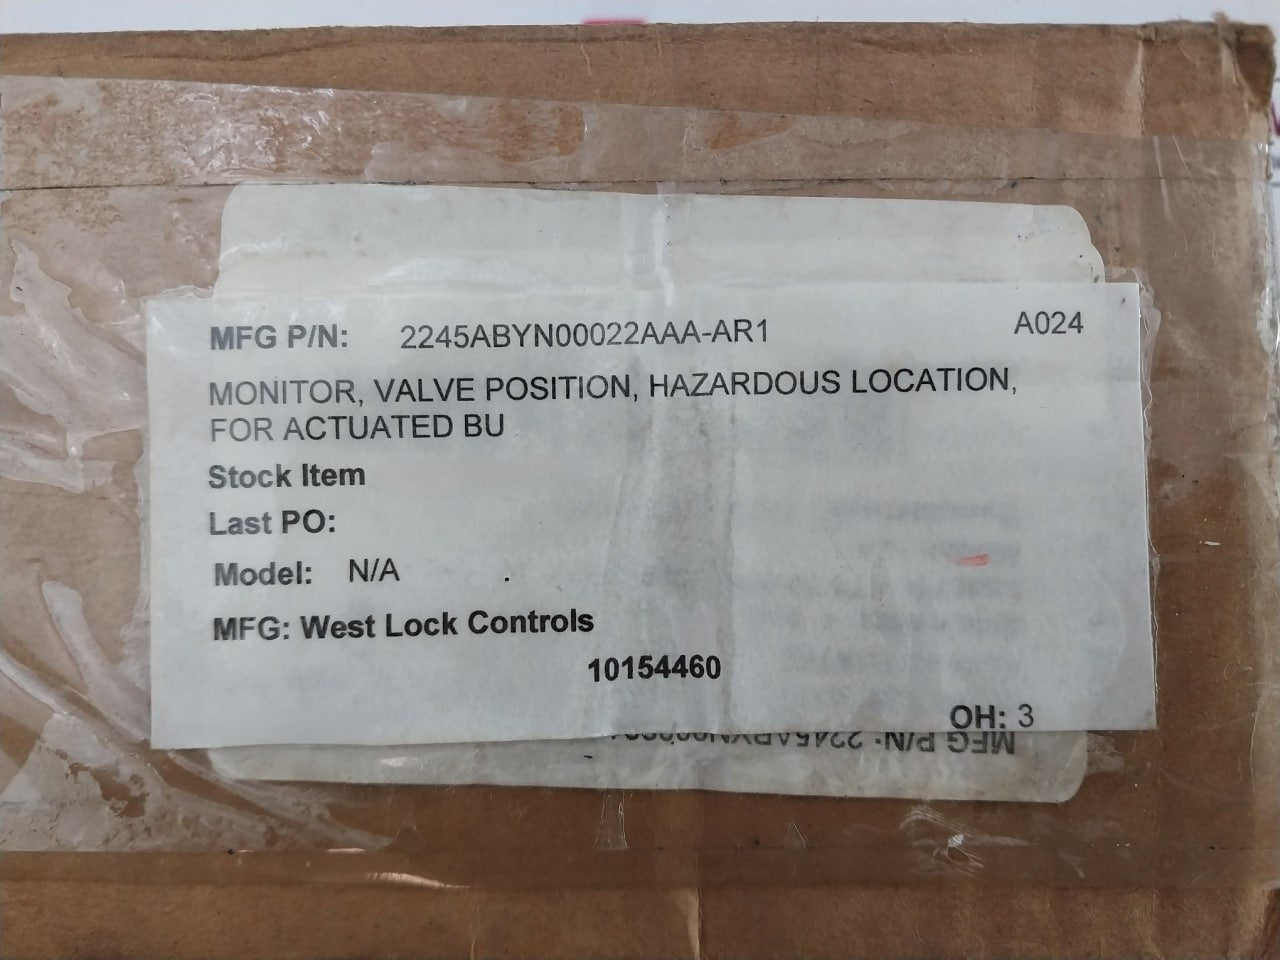 MFG P/N: 2245ABYN00022AAA-AR1 A024
MONITOR, VALVE POSITION, HAZARDOUS LOCATION,
FOR ACTUATED BU
Stock Item
Last PO:
Model: N/A
MFG: West Lock Controls
10154460
OH: 3
MFG P/N: